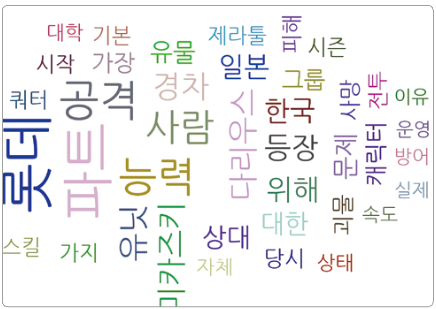 대학 기본 제라툴 피해 시즌
시작 가장 유물 일본 그룹
쿼터 공격 경차 사람 한국 사망 전투 이유
롯데 파트 능력 다리우스 등장 문제 캐릭터 운영 방어
유닛 미카즈키 위해 괴물 실제
스킬 가지 상대 대한 속도
자체 당시 상태